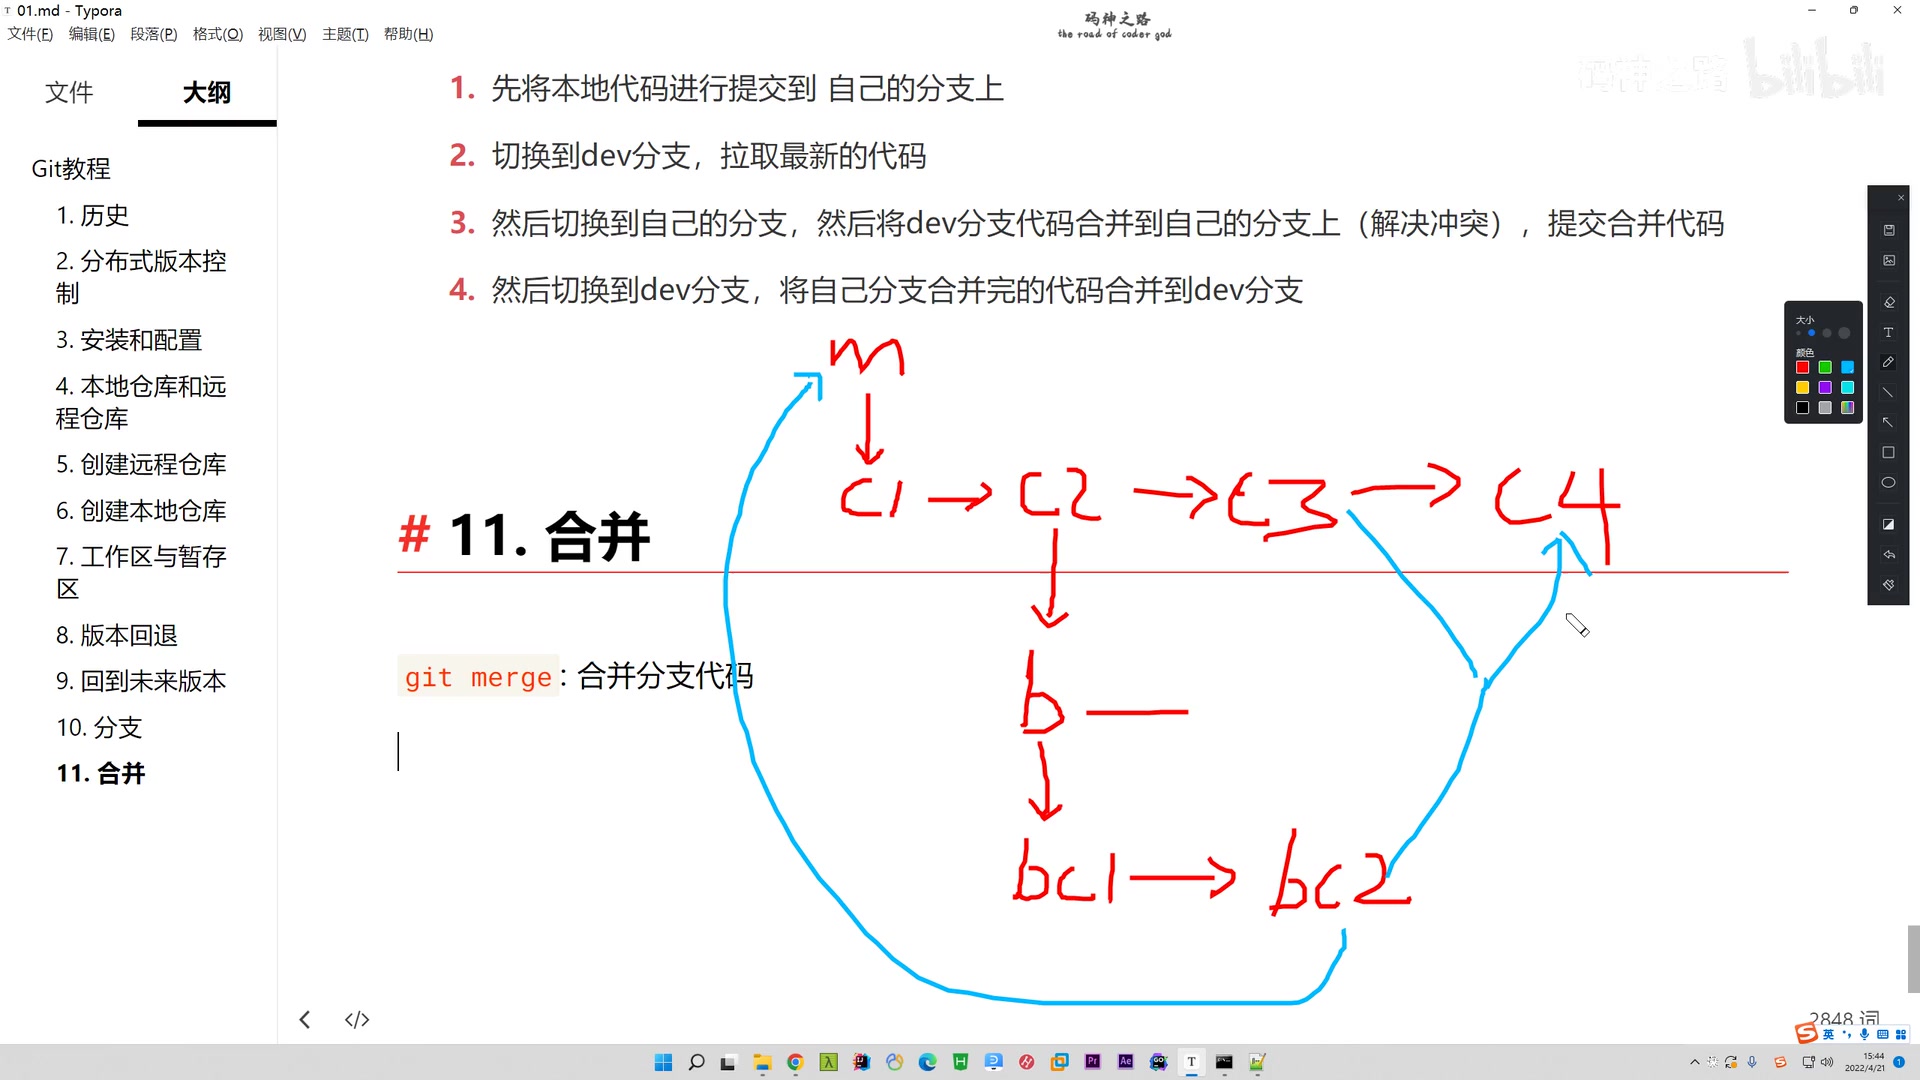 01.md - Typora
文件(F) 编辑(E) 段落(P) 格式(O) 视图(V) 主题(T) 帮助(H)
码神之路
the road of coder god
码神之路 bilibili
文件 大纲
Git教程
1. 历史
2. 分布式版本控
制
3. 安装和配置
4. 本地仓库和远
程仓库
5. 创建远程仓库
6. 创建本地仓库
7. 工作区与暂存
区
8. 版本回退
9. 回到未来版本
10. 分支
11. 合并
1. 先将本地代码进行提交到 自己的分支上
2. 切换到dev分支，拉取最新的代码
3. 然后切换到自己的分支，然后将dev分支代码合并到自己的分支上（解决冲突），提交合并代码
4. 然后切换到dev分支，将自己分支合并完的代码合并到dev分支
m
c1 c2 c3 c4
# 11. 合并
git merge：合并分支代码
b
bc1 bc2
大小
颜色
T
</>
2848 词
英
15:44
2022/4/21